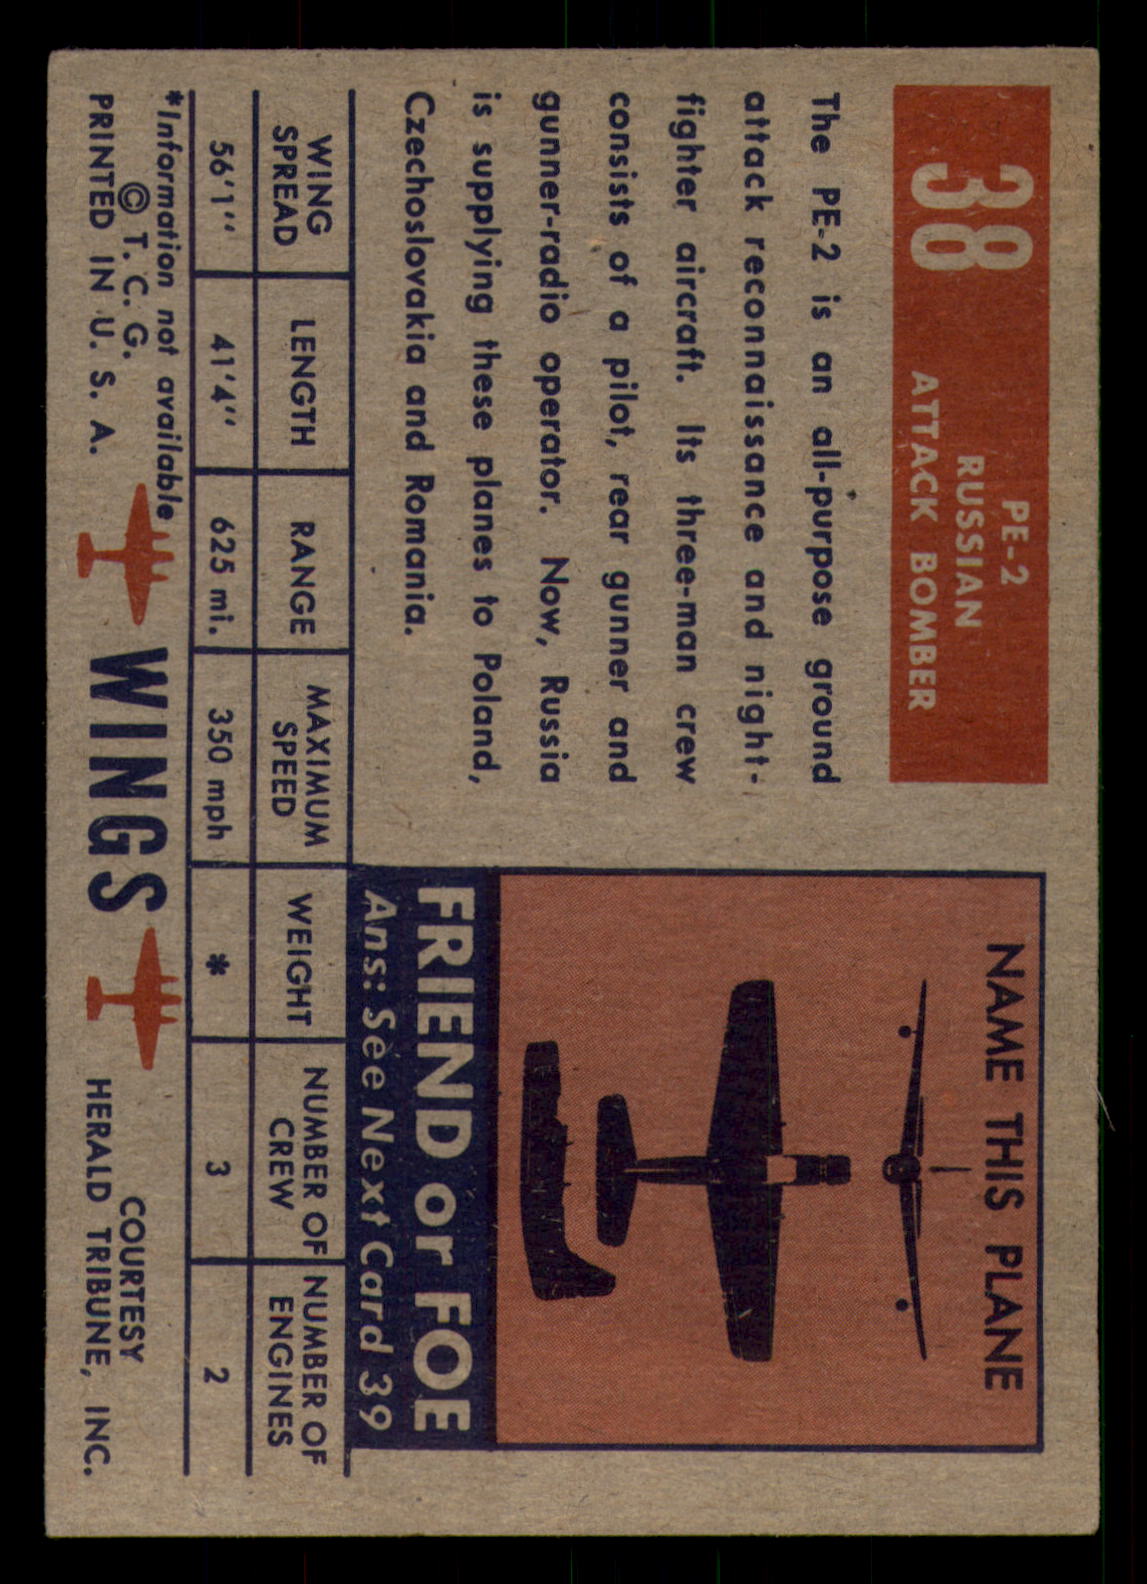 38
PE-2
RUSSIAN
ATTACK BOMBER
The PE-2 is an all-purpose ground
attack reconnaissance and night-
fighter aircraft. Its three-man crew
consists of a pilot, rear gunner and
gunner-radio operator. Now, Russia
is supplying these planes to Poland,
Czechoslovakia and Romania.
NAME THIS PLANE
FRIEND or FOE
Ans: See Next Card 39
WING SPREAD LENGTH RANGE MAXIMUM SPEED WEIGHT NUMBER OF CREW NUMBER OF ENGINES
56'1'' 41'4'' 625 mi. 350 mph * 3 2
*Information not available
© T. C. G.
PRINTED IN U. S. A.
WINGS
COURTESY
HERALD TRIBUNE, INC.